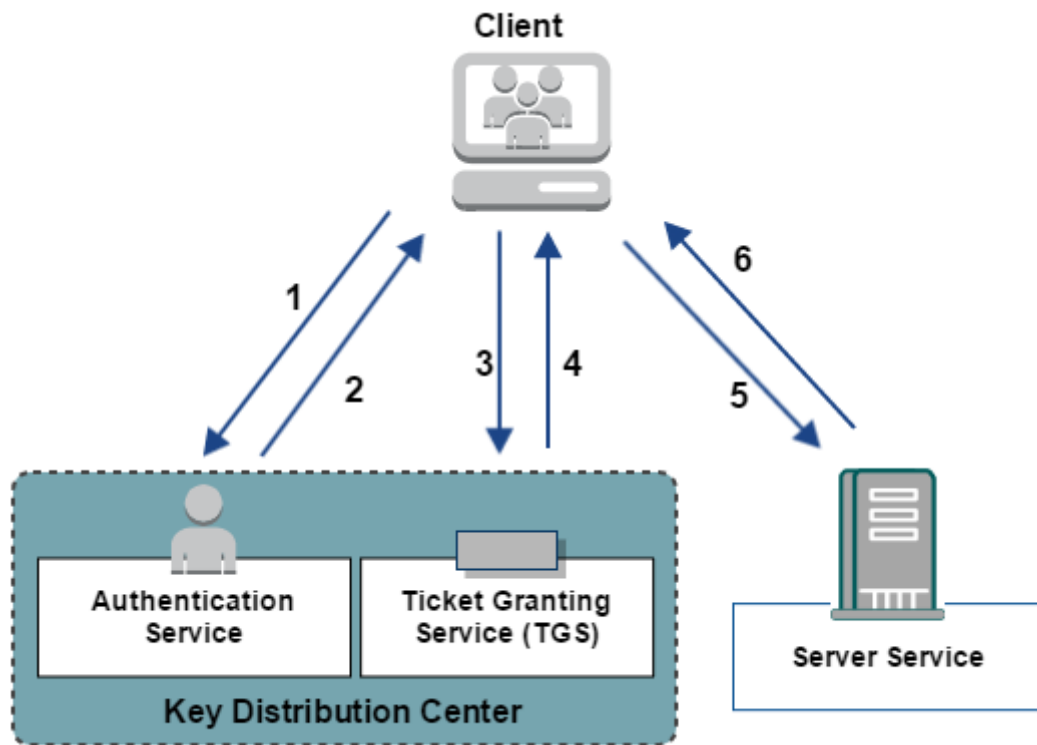 Client
1
2
3
4
5
6
Authentication
Service
Ticket Granting
Service (TGS)
Key Distribution Center
Server Service